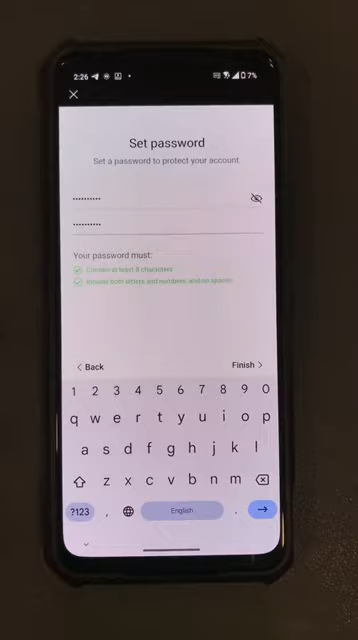 2:26 7%
Set password
Set a password to protect your account
••••••••••
••••••••••
Your password must:
Contain at least 8 characters
Include both letters and numbers, and no spaces
Back Finish
1 2 3 4 5 6 7 8 9 0
q w e r t y u i o p
a s d f g h j k l
z x c v b n m
?123 , English .